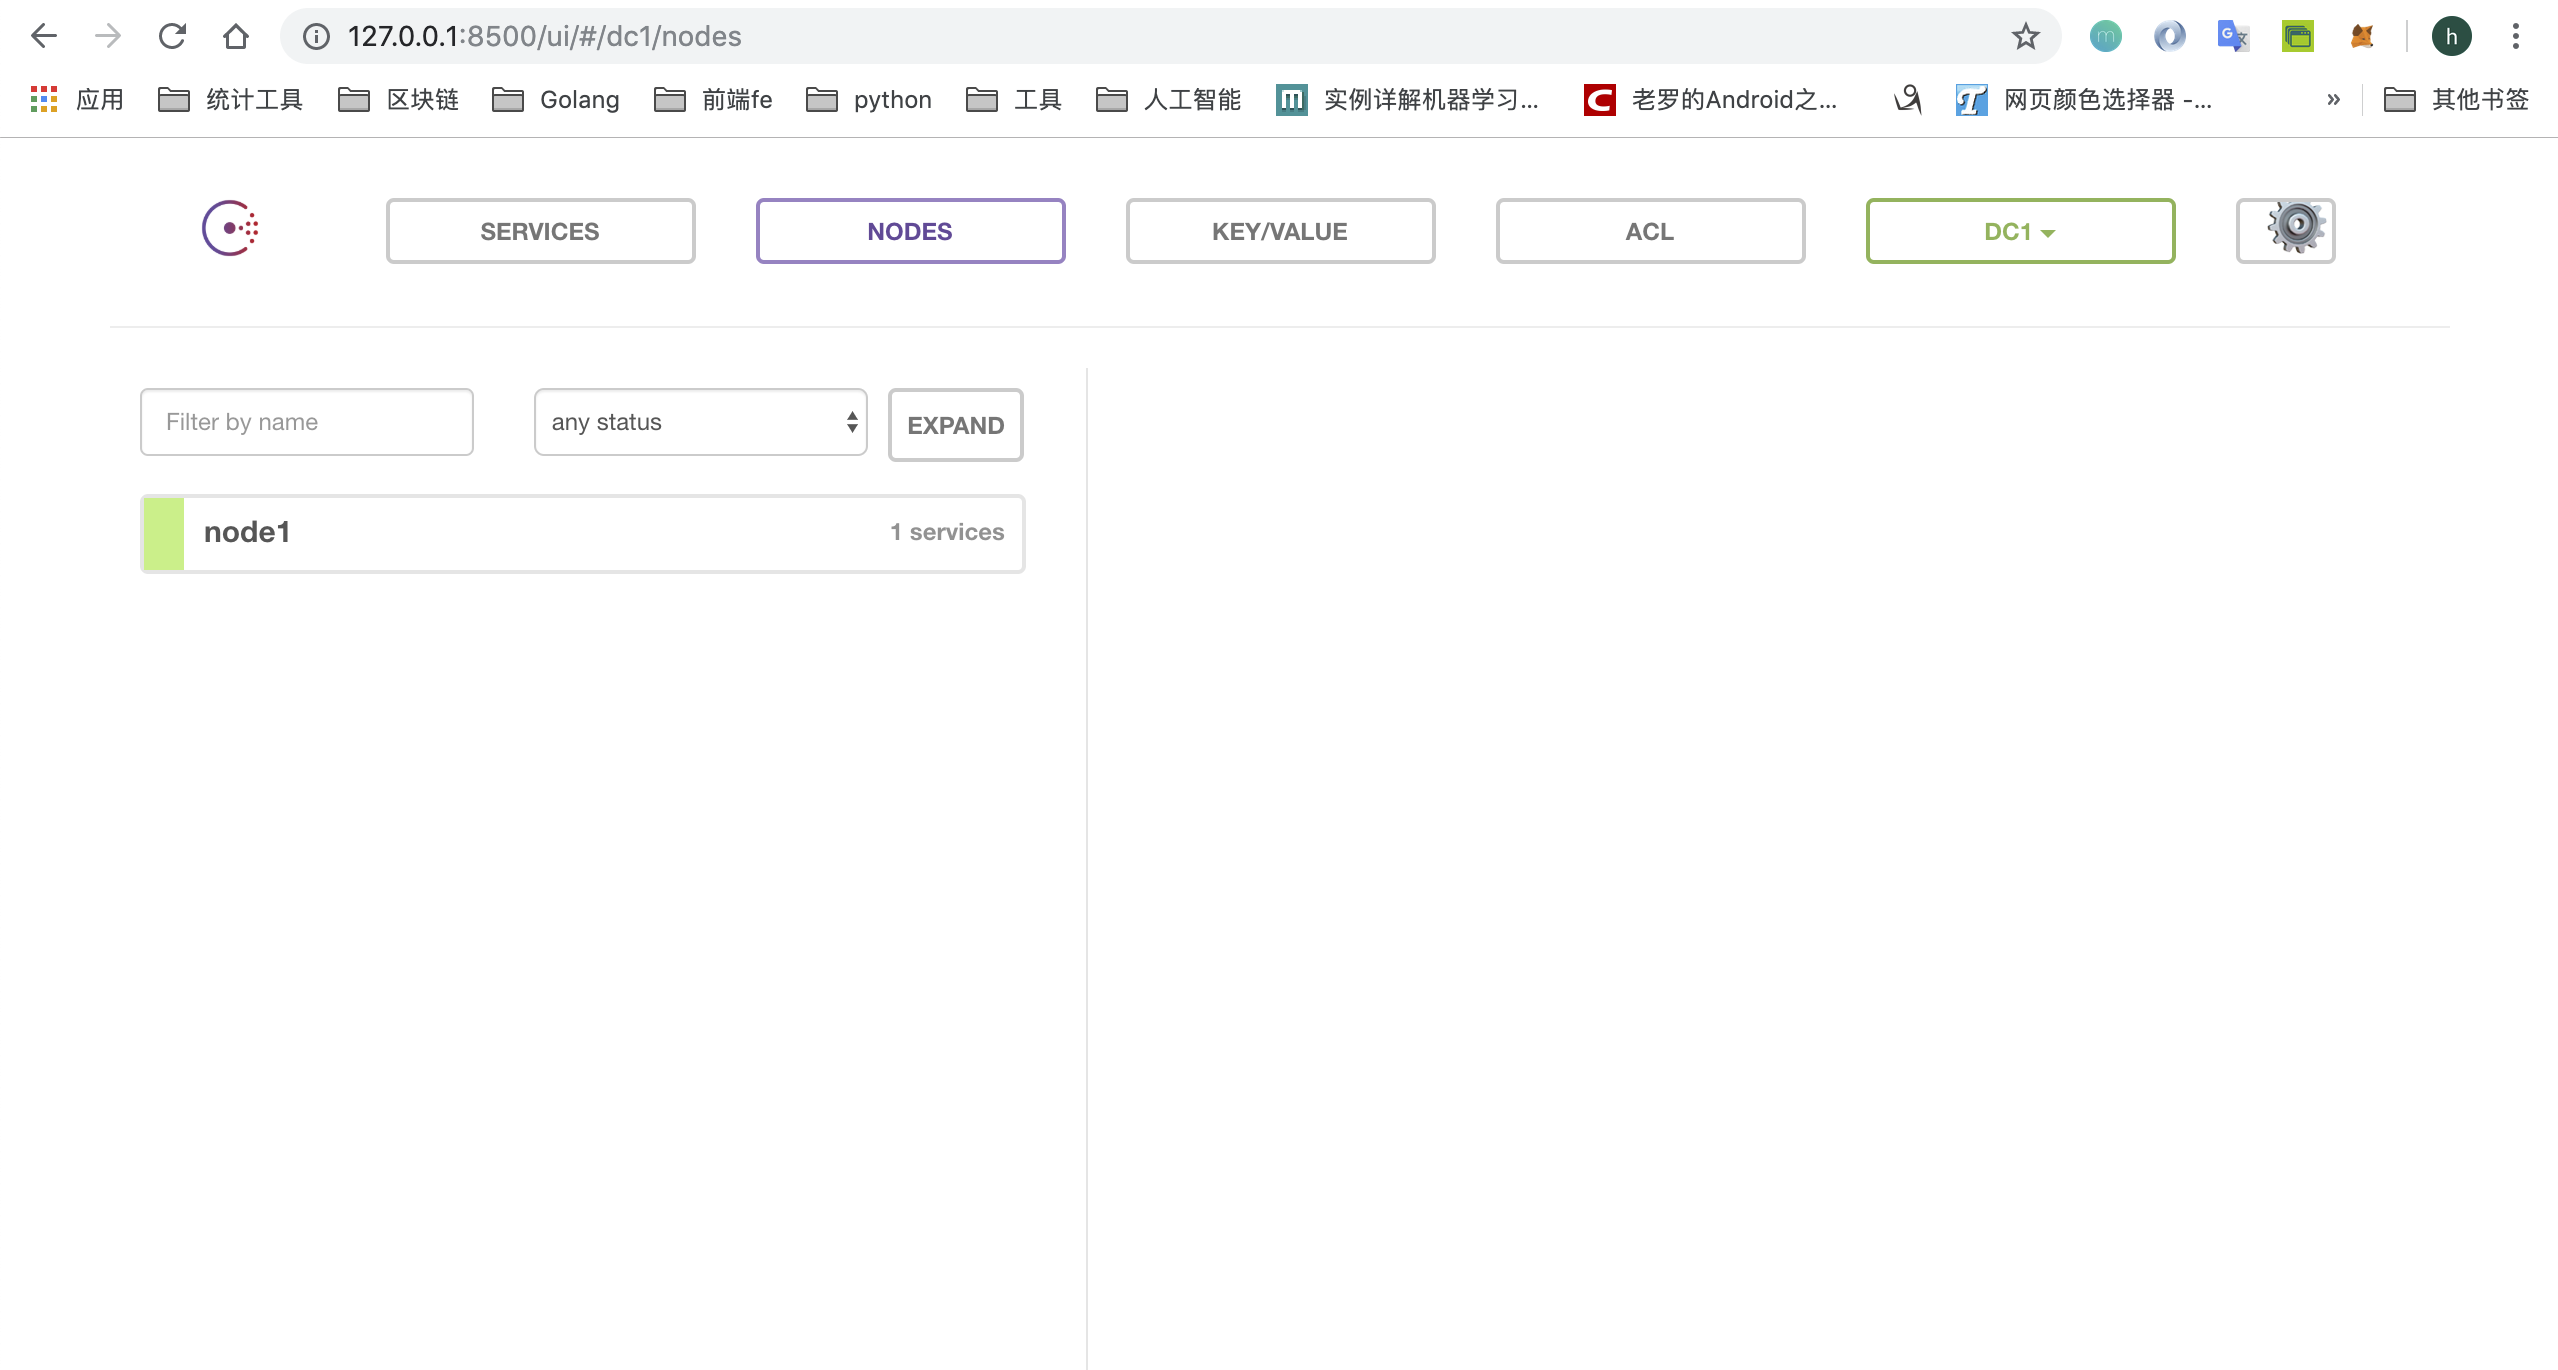 127.0.0.1:8500/ui/#/dc1/nodes
h
应用 统计工具 区块链 Golang 前端fe python 工具 人工智能 实例详解机器学习... 老罗的Android之... 网页颜色选择器 -... » 其他书签
SERVICES NODES KEY/VALUE ACL DC1
Filter by name any status EXPAND
node1 1 services